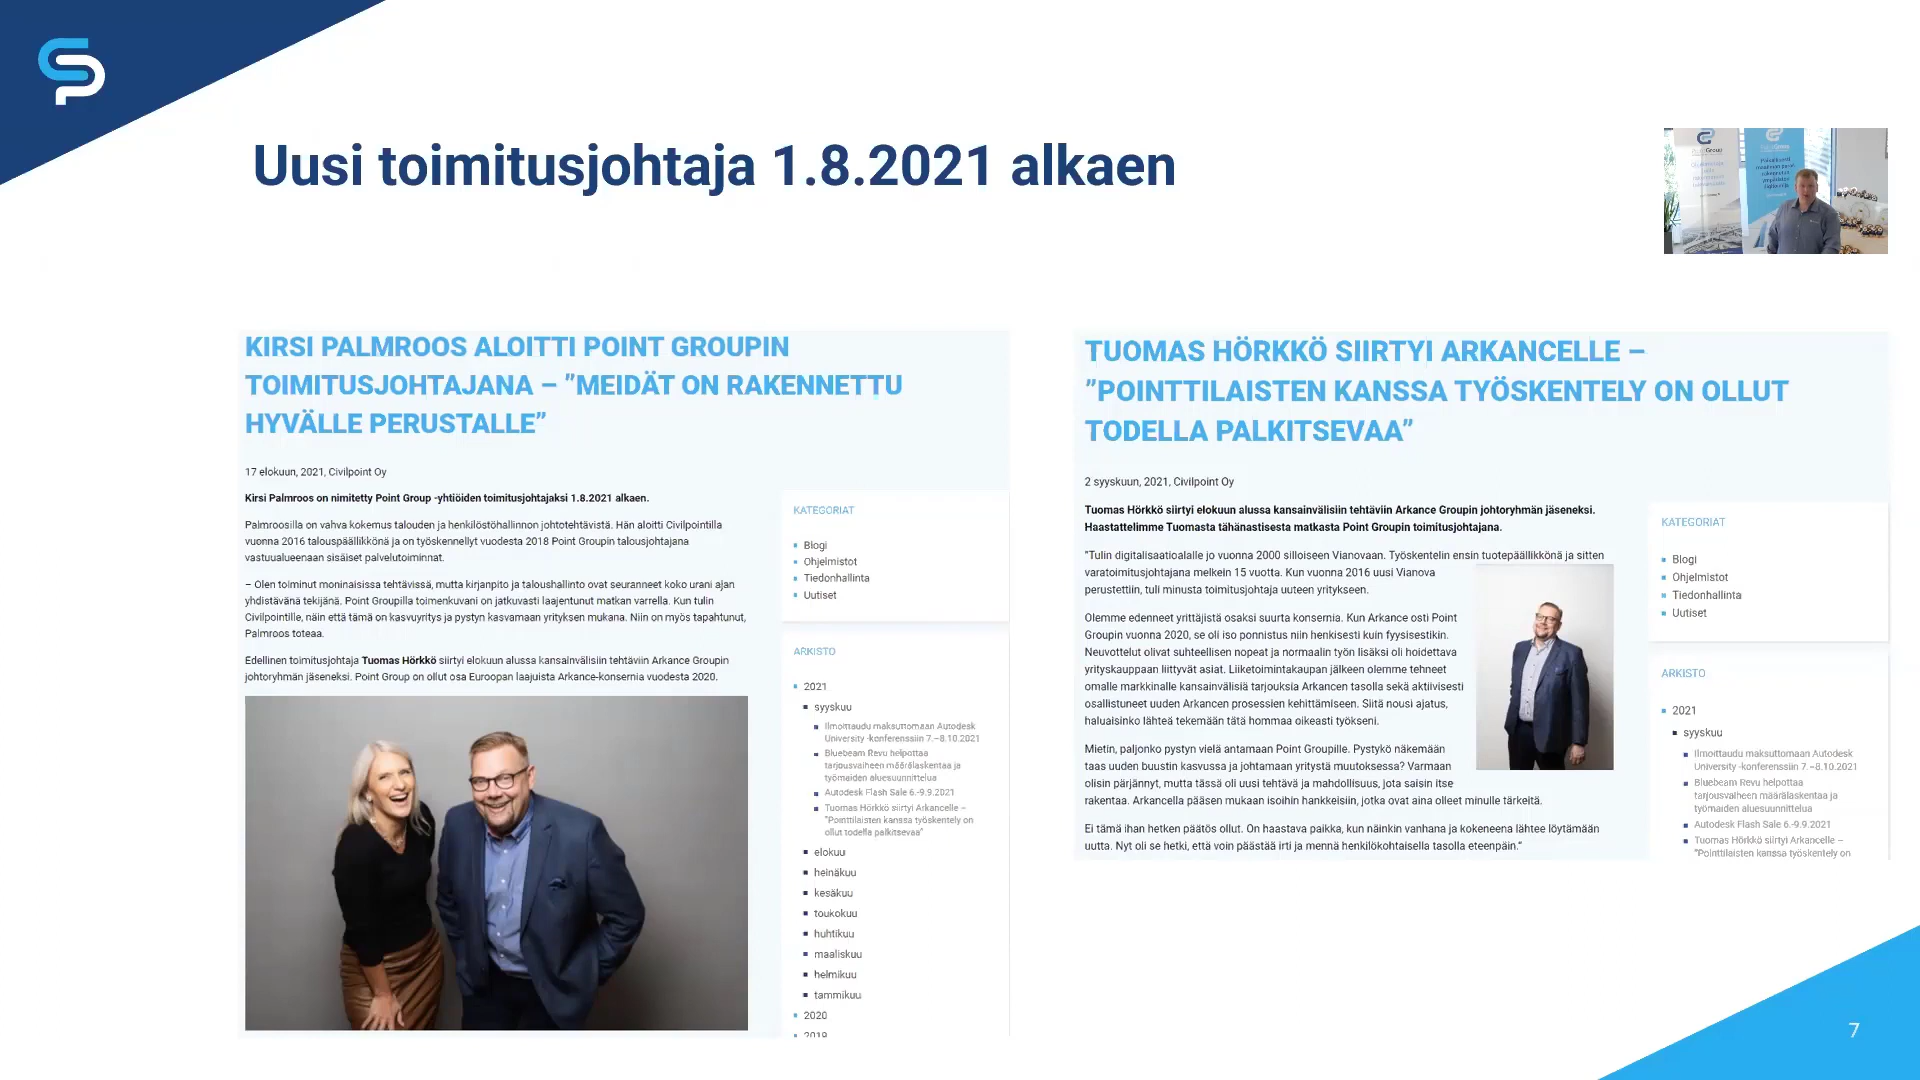 Uusi toimitusjohtaja 1.8.2021 alkaen
KIRSI PALMROOS ALOITTI POINT GROUPIN
TOIMITUSJOHTAJANA – ”MEIDÄT ON RAKENNETTU
HYVÄLLE PERUSTALLE”
17 elokuun, 2021, Civilpoint Oy
Kirsi Palmroos on nimitetty Point Group -yhtiöiden toimitusjohtajaksi 1.8.2021 alkaen.
Palmroosilla on vahva kokemus talouden ja henkilöstöhallinnon johtotehtävistä. Hän aloitti Civilpointilla
vuonna 2016 talouspäällikkönä ja on työskennellyt vuodesta 2018 Point Groupin talousjohtajana
vastuualueenaan sisäiset palvelutoiminnat.
– Olen toiminut moninaisissa tehtävissä, mutta kirjanpito ja taloushallinto ovat seuranneet koko urani ajan
yhdistävänä tekijänä. Point Groupilla toimenkuvani on jatkuvasti laajentunut matkan varrella. Kun tulin
Civilpointille, näin että tämä on kasvuyritys ja pystyn kasvamaan yrityksen mukana. Niin on myös tapahtunut,
Palmroos toteaa.
Edellinen toimitusjohtaja Tuomas Hörkkö siirtyi elokuun alussa kansainvälisiin tehtäviin Arkance Groupin
johtoryhmän jäseneksi. Point Group on ollut osa Euroopan laajuista Arkance-konsernia vuodesta 2020.
KATEGORIAT
Blogi
Ohjelmistot
Tiedonhallinta
Uutiset
ARKISTO
2021
syyskuu
Ilmoittaudu maksuttomaan Autodesk
University -konferenssiin 7.–8.10.2021
Bluebeam Revu helpottaa
tarjousvaiheen määrälaskentaa ja
työmaiden aluesuunnittelua
Autodesk Flash Sale 6.-9.9.2021
Tuomas Hörkkö siirtyi Arkancelle –
”Pointtilaisten kanssa työskentely on
ollut todella palkitsevaa”
elokuu
heinäkuu
kesäkuu
toukokuu
huhtikuu
maaliskuu
helmikuu
tammikuu
2020
2019
TUOMAS HÖRKKÖ SIIRTYI ARKANCELLE –
”POINTTILAISTEN KANSSA TYÖSKENTELY ON OLLUT
TODELLA PALKITSEVAA”
2 syyskuun, 2021, Civilpoint Oy
Tuomas Hörkkö siirtyi elokuun alussa kansainvälisiin tehtäviin Arkance Groupin johtoryhmän jäseneksi.
Haastattelimme Tuomasta tähänastisesta matkasta Point Groupin toimitusjohtajana.
”Tulin digitalisaatioalalle jo vuonna 2000 silloiseen Vianovaan. Työskentelin ensin tuotepäällikkönä ja sitten
varatoimitusjohtajana melkein 15 vuotta. Kun vuonna 2016 uusi Vianova
perustettiin, tuli minusta toimitusjohtaja uuteen yritykseen.
Olemme edenneet yrittäjistä osaksi suurta konsernia. Kun Arkance osti Point
Groupin vuonna 2020, se oli iso ponnistus niin henkisesti kuin fyysisestikin.
Neuvottelut olivat suhteellisen nopeat ja normaalin työn lisäksi oli hoidettava
yrityskauppaan liittyvät asiat. Liiketoimintakaupan jälkeen olemme tehneet
omalle markkinalle kansainvälisiä tarjouksia Arkancen tasolla sekä aktiivisesti
osallistuneet uuden Arkancen prosessien kehittämiseen. Siitä nousi ajatus,
haluaisinko lähteä tekemään tätä hommaa oikeasti työkseni.
Mietin, paljonko pystyn vielä antamaan Point Groupille. Pystykö näkemään
taas uuden buustin kasvussa ja johtamaan yritystä muutoksessa? Varmaan
olisin pärjännyt, mutta tässä oli uusi tehtävä ja mahdollisuus, jota saisin itse
rakentaa. Arkancella pääsen mukaan isoihin hankkeisiin, jotka ovat aina olleet minulle tärkeitä.
Ei tämä ihan hetken päätös ollut. On haastava paikka, kun näinkin vanhana ja kokeneena lähtee löytämään
uutta. Nyt oli se hetki, että voin päästää irti ja mennä henkilökohtaisella tasolla eteenpäin.”
KATEGORIAT
Blogi
Ohjelmistot
Tiedonhallinta
Uutiset
ARKISTO
2021
syyskuu
Ilmoittaudu maksuttomaan Autodesk
University -konferenssiin 7.–8.10.2021
Bluebeam Revu helpottaa
tarjousvaiheen määrälaskentaa ja
työmaiden aluesuunnittelua
Autodesk Flash Sale 6.-9.9.2021
Tuomas Hörkkö siirtyi Arkancelle –
”Pointtilaisten kanssa työskentely on
7